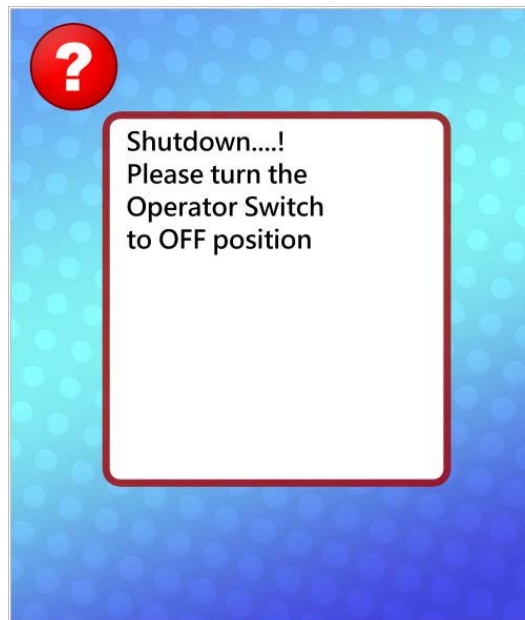 ?
Shutdown....!
Please turn the
Operator Switch
to OFF position